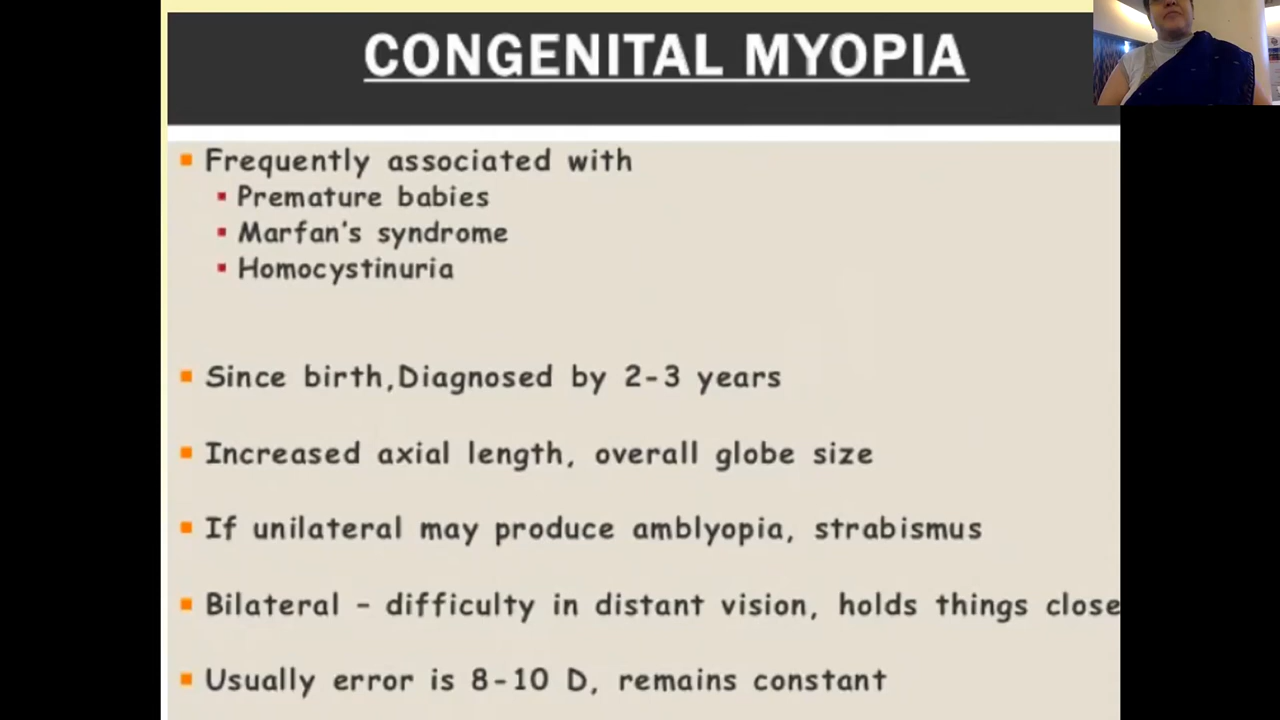 CONGENITAL MYOPIA
Frequently associated with
Premature babies
Marfan's syndrome
Homocystinuria
Since birth,Diagnosed by 2-3 years
Increased axial length, overall globe size
If unilateral may produce amblyopia, strabismus
Bilateral – difficulty in distant vision, holds things close
Usually error is 8-10 D, remains constant